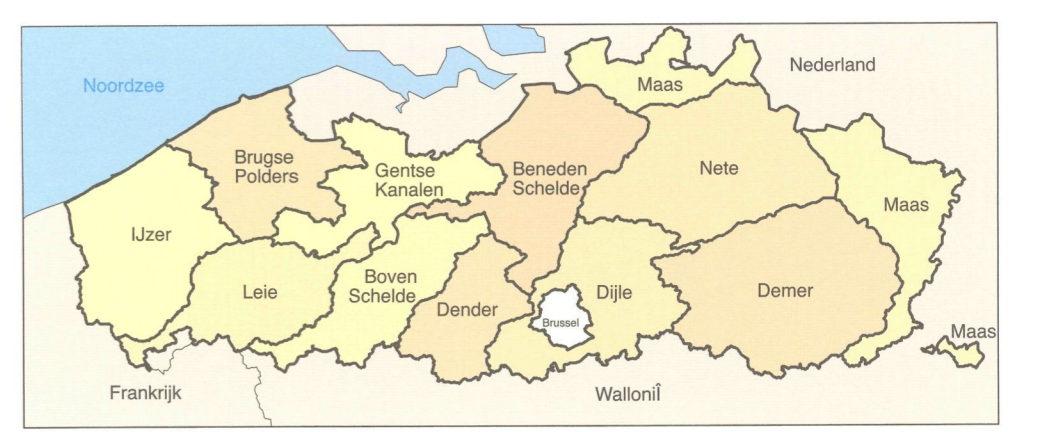 Noordzee
Nederland
Maas
Brugse
Polders
Gentse
Kanalen
Beneden
Schelde
Nete
Maas
IJzer
Leie
Boven
Schelde
Dender
Dijle
Brussel
Demer
Maas
Frankrijk
WalloniÎ